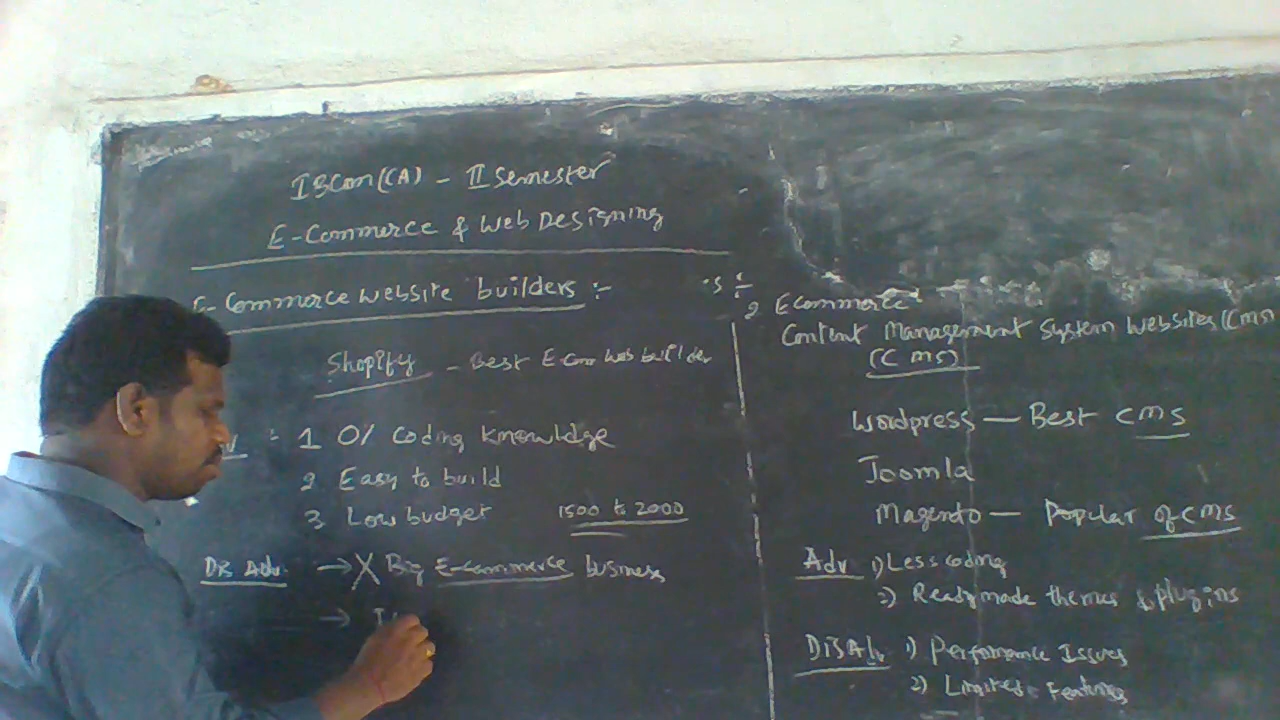 IBCom(CA) - II Semester
E-Commerce & Web Designing
E-Commerce website builders :-
Shopify - Best E-Com Web builder
1 0% Coding Knowldge
2 Easy to build
3 Low budget 1500 to 2000
Dis Adv → X Big E-commerce business
→
2 Ecommerce
Content Management System Websites (CMS
(CMS)
Wordpress — Best CMS
Joomla
Magento — Popular of CMS
Adv 1) Less coding
2) Readymade themes & plugins
DISAdv 1) Performance Issues
2) Limited Features